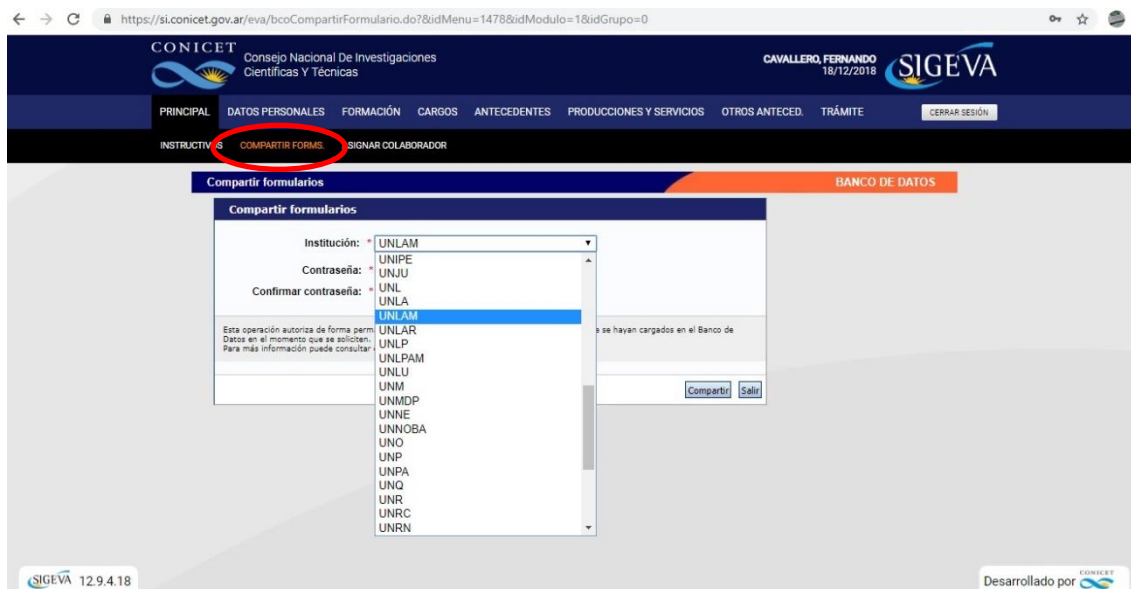 https://si.conicet.gov.ar/eva/bcoCompartirFormulario.do?&idMenu=1478&idModulo=1&idGrupo=0
CONICET
Consejo Nacional De Investigaciones
Científicas Y Técnicas
CAVALLERO, FERNANDO
18/12/2018
SIGEVA
PRINCIPAL DATOS PERSONALES FORMACIÓN CARGOS ANTECEDENTES PRODUCCIONES Y SERVICIOS OTROS ANTECED. TRÁMITE CERRAR SESIÓN
INSTRUCTIVOS COMPARTIR FORMS. SIGNAR COLABORADOR
Compartir formularios BANCO DE DATOS
Compartir formularios
Institución: * UNLAM
Contraseña: *
Confirmar contraseña: *
UNIPE
UNJU
UNL
UNLA
UNLAM
UNLAR
UNLP
UNLPAM
UNLU
UNM
UNMDP
UNNE
UNNOBA
UNO
UNP
UNPA
UNQ
UNR
UNRC
UNRN
Esta operación autoriza de forma perm e se hayan cargados en el Banco de
Datos en el momento que se soliciten.
Para más información puede consultar
Compartir Salir
SIGEVA 12.9.4.18
Desarrollado por CONICET